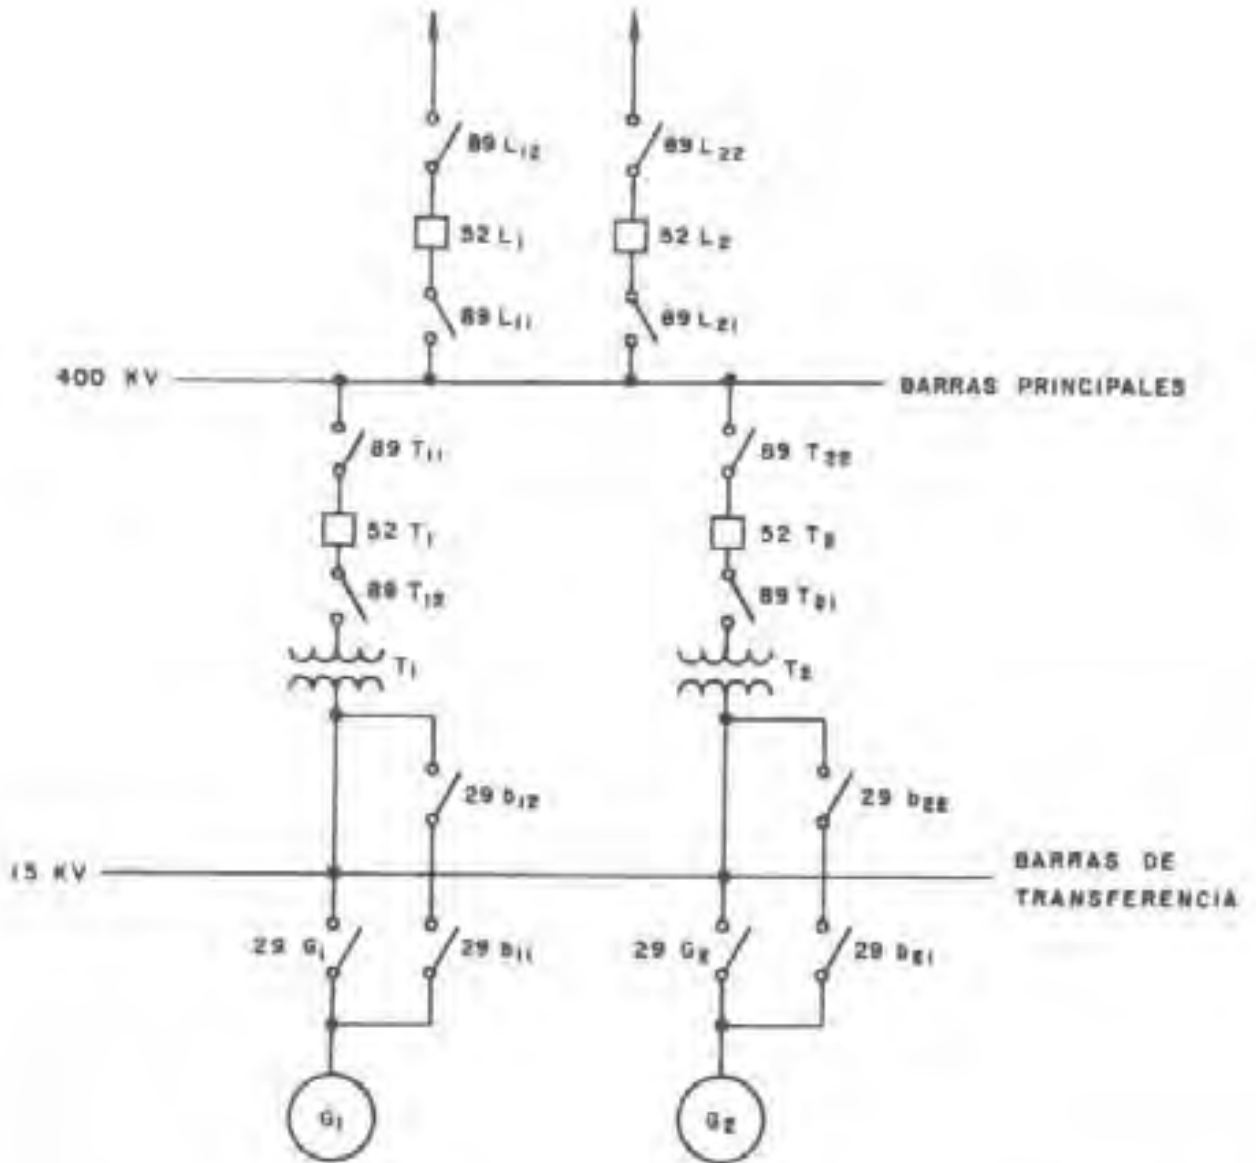 89 L12
89 L22
52 L1
52 L2
89 L11
89 L21
400 KV
BARRAS PRINCIPALES
89 T11
89 T22
52 T1
52 T2
89 T12
89 T21
T1
T2
29 b12
29 b22
15 KV
BARRAS DE
TRANSFERENCIA
29 G1
29 b11
29 G2
29 b21
G1
G2